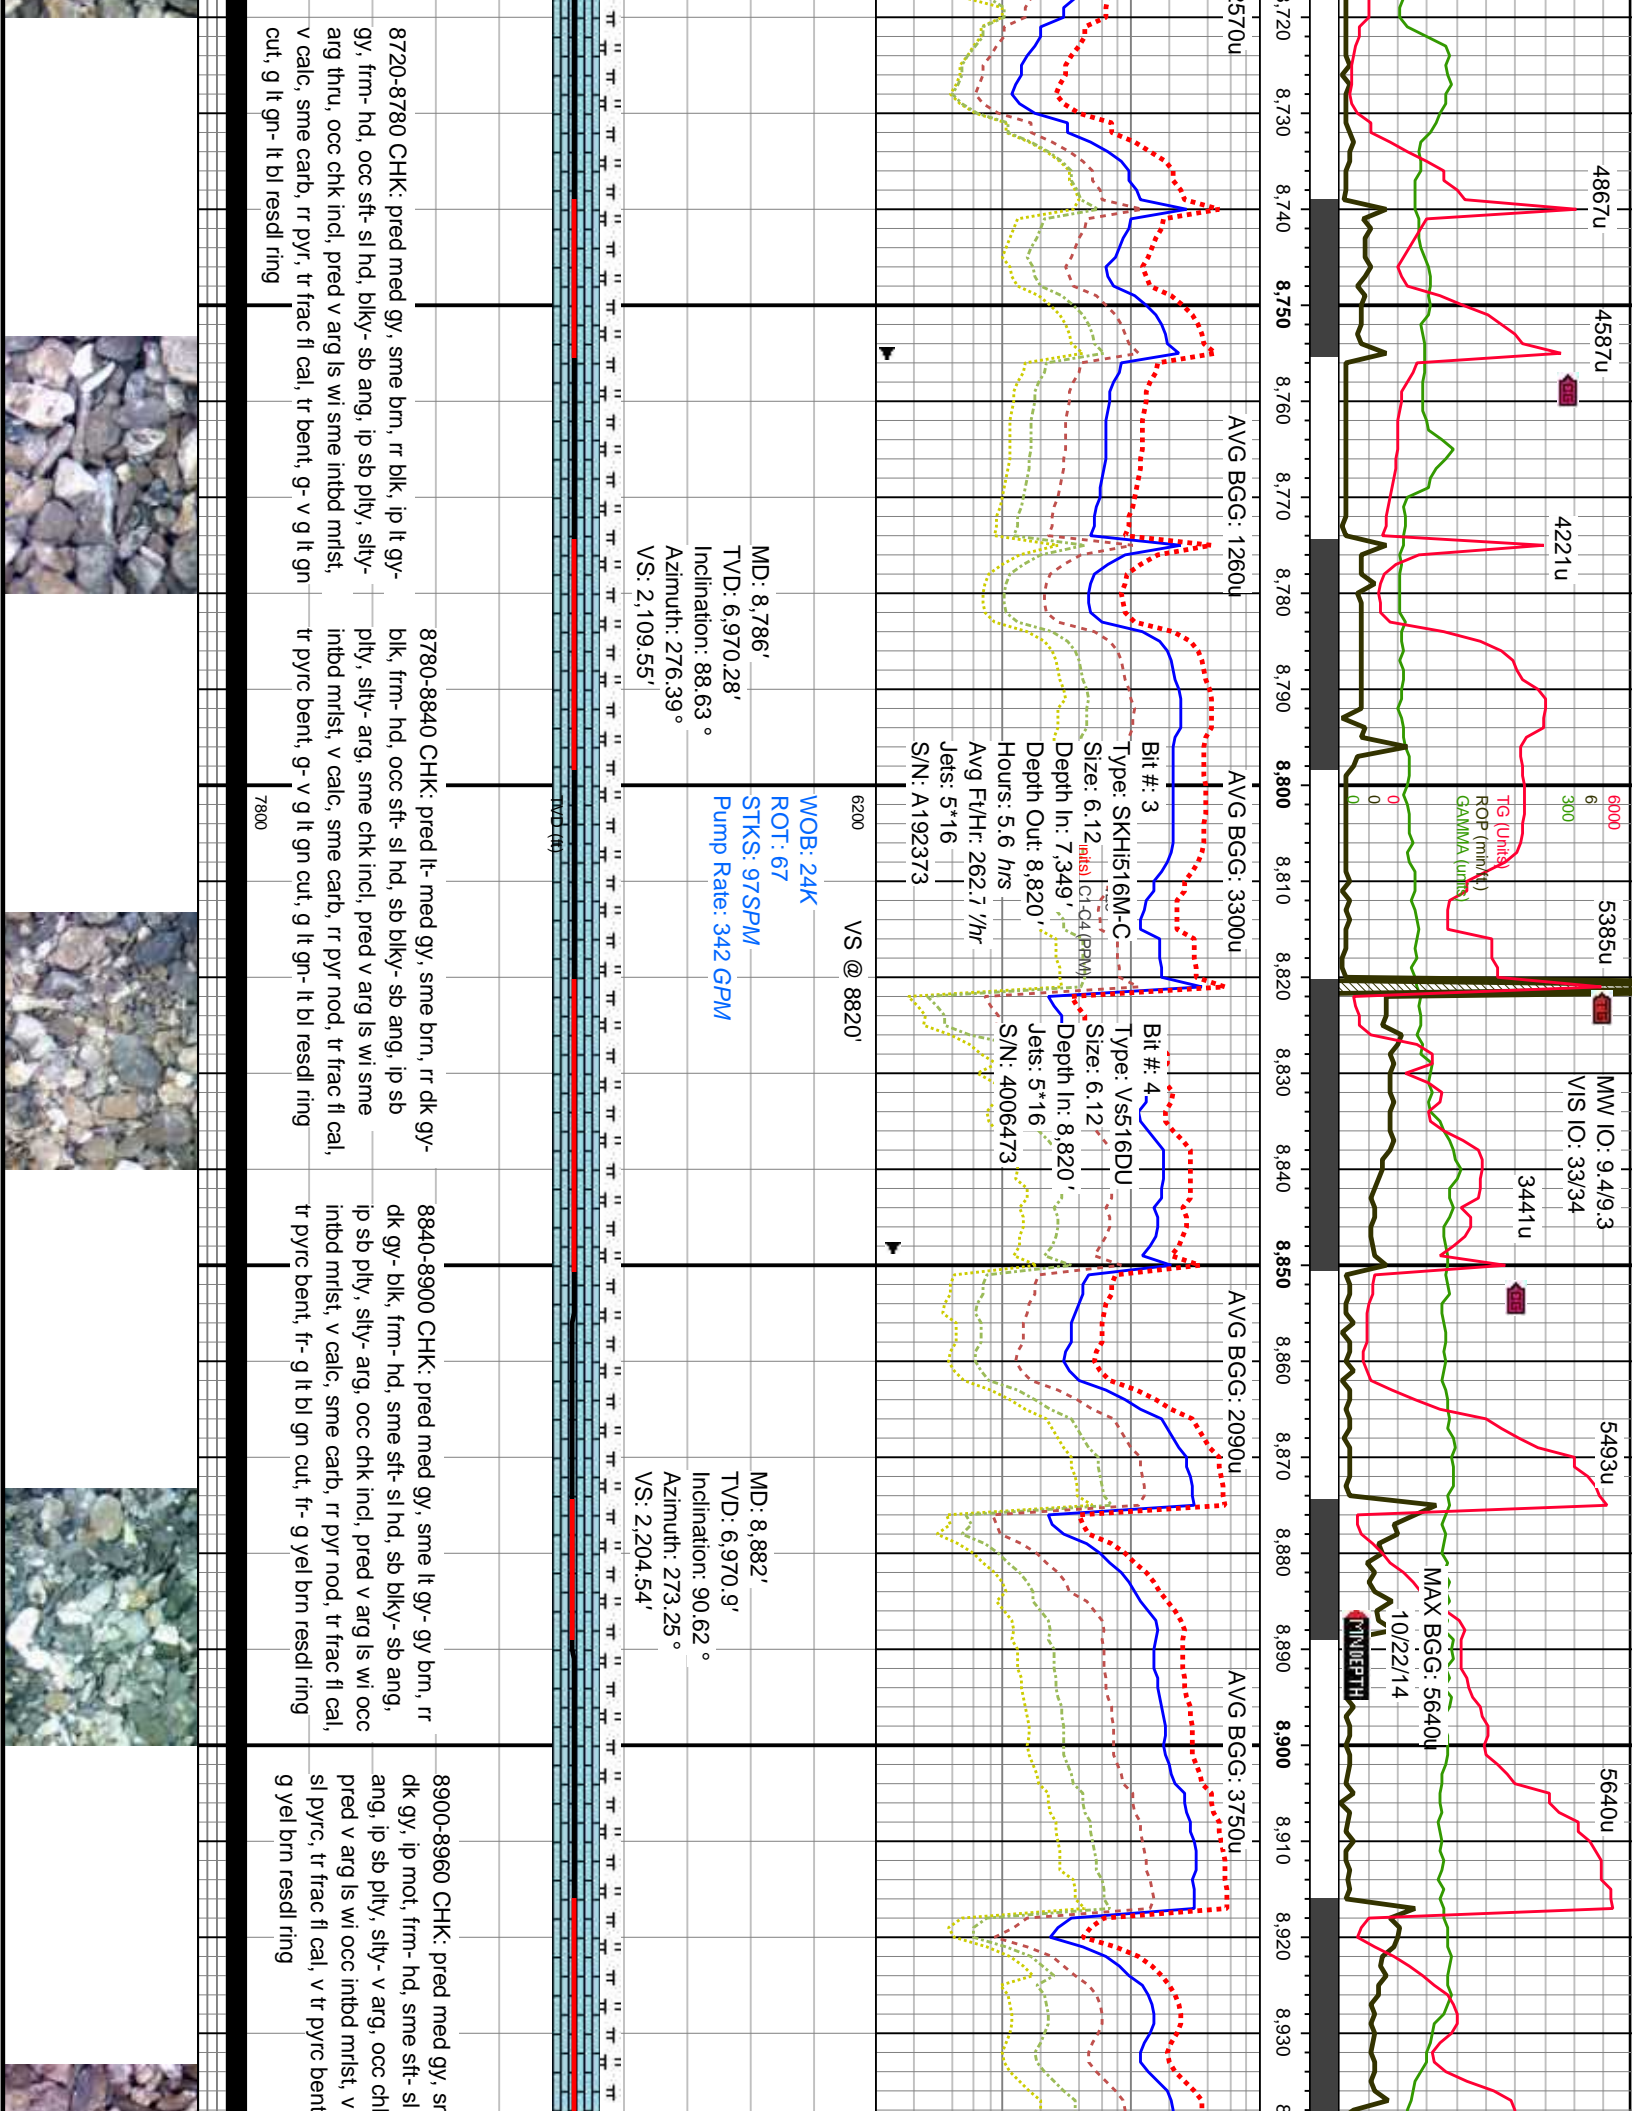 4867u
4587u
CG
4221u
6000
6
300
TG (Units)
ROP (min/ft)
GAMMA (units)
0
0
0
5385u
TG
MW IO: 9.4/9.3
VIS IO: 33/34
3441u
CG
5493u
MAX BGG: 5640u
10/22/14
MNDEPTH
5640u
8,730
8,740
8,750
8,760
8,770
8,780
8,790
8,800
8,810
8,820
8,830
8,840
8,850
8,860
8,870
8,880
8,890
8,900
8,910
8,920
8,930
2570u
AVG BGG: 1260u
AVG BGG: 3300u
AVG BGG: 2090u
AVG BGG: 3750u
Bit #: 3
Type: SKHI516M-C
Size: 6.12
Depth In: 7,349'
Depth Out: 8,820'
Hours: 5.6 hrs
Avg Ft/Hr: 262.7 '/hr
Jets: 5*16
S/N: A192373
C1-C4 (PPM)
Bit #: 4
Type: Vs516DU
Size: 6.12
Depth In: 8,820'
Jets: 5*16
S/N: 4006473
6200
VS @ 8820'
WOB: 24K
ROT: 67
STKS: 97SPM
Pump Rate: 342 GPM
MD: 8,786'
TVD: 6,970.28'
Inclination: 88.63 °
Azimuth: 276.39 °
VS: 2,109.55'
MD: 8,882'
TVD: 6,970.9'
Inclination: 90.62 °
Azimuth: 273.25 °
VS: 2,204.54'
TVD (ft)
7800
8720-8780 CHK: pred med gy, sme brn, rr blk, ip lt gy-
gy, frm- hd, occ sft- sl hd, blky- sb ang, ip sb plty, slty-
arg thru, occ chk incl, pred v arg ls wi sme intbd mrlst,
v calc, sme carb, rr pyr, tr frac fl cal, tr bent, g- v g lt gn
cut, g lt gn- lt bl resdl ring
8780-8840 CHK: pred lt- med gy, sme brn, rr dk gy-
blk, frm- hd, occ sft- sl hd, sb blky- sb ang, ip sb
plty, slty- arg, sme chk incl, pred v arg ls wi sme
intbd mrlst, v calc, sme carb, rr pyr nod, tr frac fl cal,
tr pyrc bent, g- v g lt gn cut, g lt gn- lt bl resdl ring
8840-8900 CHK: pred med gy, sme lt gy- gy brn, rr
dk gy- blk, frm- hd, sme sft- sl hd, sb blky- sb ang,
ip sb plty, slty- arg, occ chk incl, pred v arg ls wi occ
intbd mrlst, v calc, sme carb, rr pyr nod, tr frac fl cal,
tr pyrc bent, fr- g lt bl gn cut, fr- g yel brn resdl ring
8900-8960 CHK: pred med gy,
dk gy, ip mot, frm- hd, sme sft- sl
ang, ip sb plty, slty- v arg, occ
pred v arg ls wi occ intbd mrlst, v
sl pyrc, tr frac fl cal, v tr pyrc bent
g yel brn resdl ring